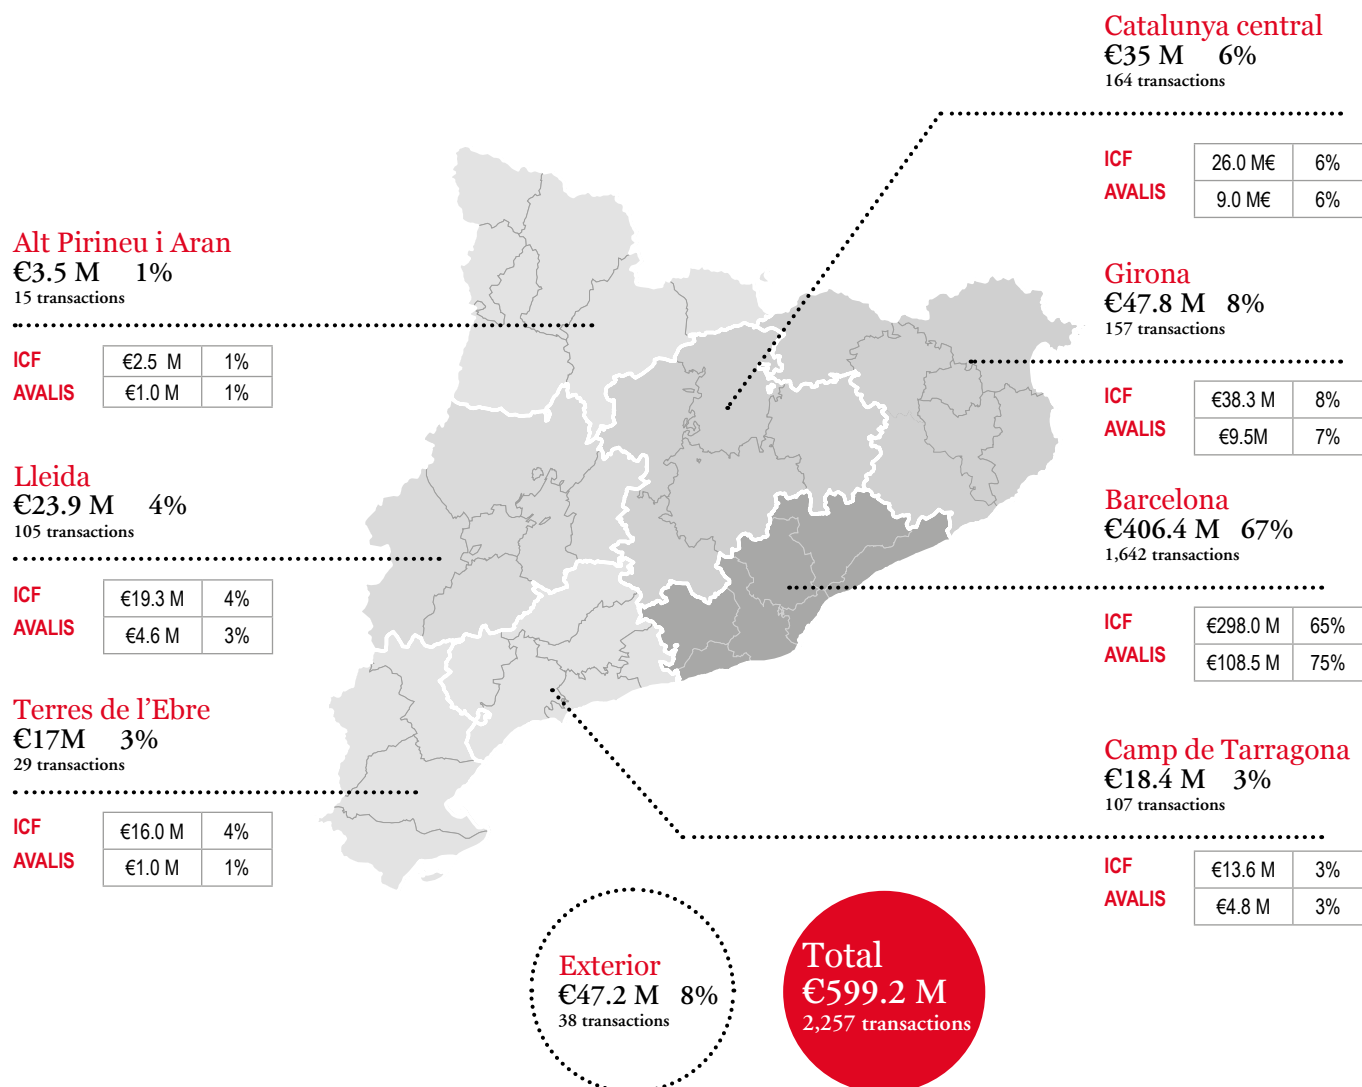 Catalunya central
€35 M 6%
164 transactions
ICF 26.0 M€ 6%
AVALIS 9.0 M€ 6%
Alt Pirineu i Aran
€3.5 M 1%
15 transactions
ICF €2.5 M 1%
AVALIS €1.0 M 1%
Girona
€47.8 M 8%
157 transactions
ICF €38.3 M 8%
AVALIS €9.5M 7%
Lleida
€23.9 M 4%
105 transactions
ICF €19.3 M 4%
AVALIS €4.6 M 3%
Barcelona
€406.4 M 67%
1,642 transactions
ICF €298.0 M 65%
AVALIS €108.5 M 75%
Terres de l’Ebre
€17M 3%
29 transactions
ICF €16.0 M 4%
AVALIS €1.0 M 1%
Camp de Tarragona
€18.4 M 3%
107 transactions
ICF €13.6 M 3%
AVALIS €4.8 M 3%
Exterior
€47.2 M 8%
38 transactions
Total
€599.2 M
2,257 transactions